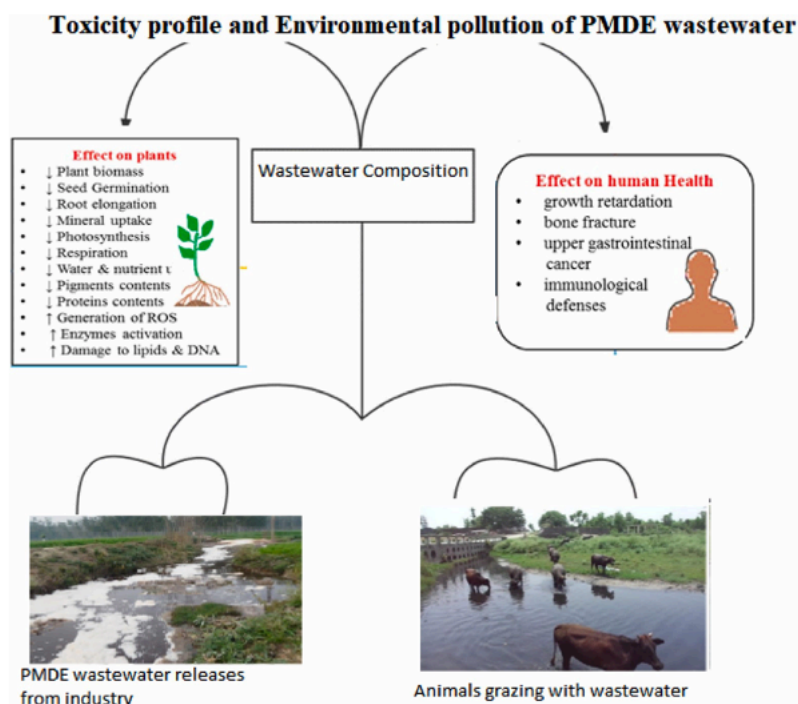 Toxicity profile and Environmental pollution of PMDE wastewater
Effect on plants
• ↓ Plant biomass
• ↓ Seed Germination
• ↓ Root elongation
• ↓ Mineral uptake
• ↓ Photosynthesis
• ↓ Respiration
• ↓ Water & nutrient u
• ↓ Pigments contents
• ↓ Proteins contents
• ↑ Generation of ROS
• ↑ Enzymes activation
• ↑ Damage to lipids & DNA
Wastewater Composition
Effect on human Health
• growth retardation
• bone fracture
• upper gastrointestinal
cancer
• immunological
defenses
PMDE wastewater releases
from industry
Animals grazing with wastewater